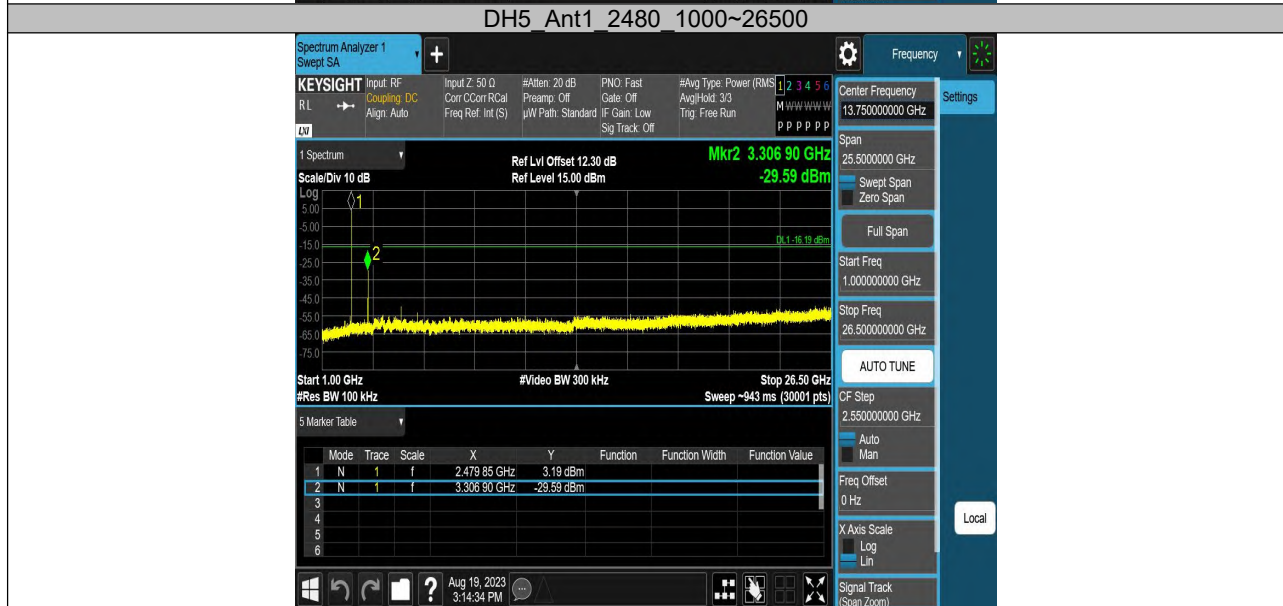 DH5_Ant1_2480_1000~26500
Spectrum Analyzer 1
Swept SA
+
Frequency
KEYSIGHT
RL
LXI
Input: RF
Coupling: DC
Align: Auto
Input Z: 50 Ω
Corr CCorr RCal
Freq Ref: Int (S)
#Atten: 20 dB
Preamp: Off
µW Path: Standard
PNO: Fast
Gate: Off
IF Gain: Low
Sig Track: Off
#Avg Type: Power (RMS
Avg|Hold: 3/3
Trig: Free Run
1 2 3 4 5 6
M W W W W W
P P P P P P
1 Spectrum
Scale/Div 10 dB
Ref Lvl Offset 12.30 dB
Ref Level 15.00 dBm
Mkr2 3.306 90 GHz
-29.59 dBm
Log
5.00
-5.00
-15.0
-25.0
-35.0
-45.0
-55.0
-65.0
-75.0
1
2
DL1 -16.19 dBm
Start 1.00 GHz
#Res BW 100 kHz
#Video BW 300 kHz
Stop 26.50 GHz
Sweep ~943 ms (30001 pts)
5 Marker Table
Mode Trace Scale X Y Function Function Width Function Value
1 N 1 f 2.479 85 GHz 3.19 dBm
2 N 1 f 3.306 90 GHz -29.59 dBm
3
4
5
6
?
Aug 19, 2023
3:14:34 PM
Center Frequency
13.750000000 GHz
Span
25.5000000 GHz
Swept Span
Zero Span
Full Span
Start Freq
1.000000000 GHz
Stop Freq
26.500000000 GHz
AUTO TUNE
CF Step
2.550000000 GHz
Auto
Man
Freq Offset
0 Hz
X Axis Scale
Log
Lin
Signal Track
(Span Zoom)
Settings
Local